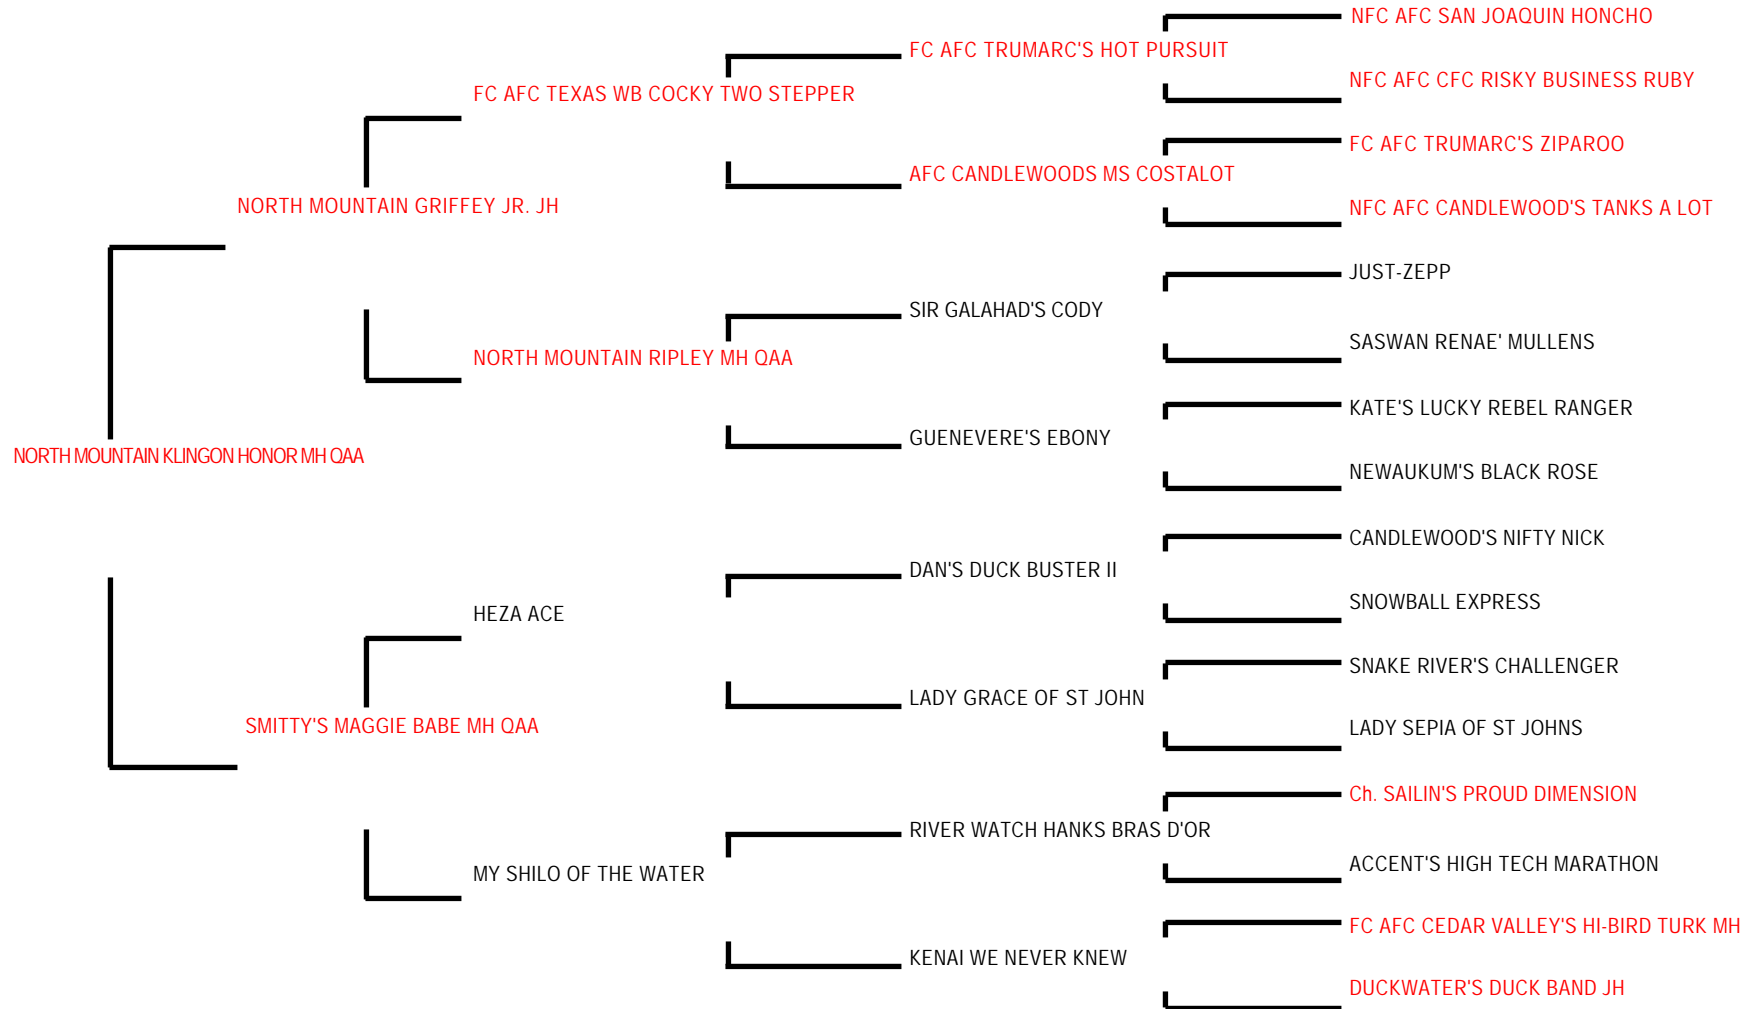 NFC AFC SAN JOAQUIN HONCHO
FC AFC TRUMARC'S HOT PURSUIT
NFC AFC CFC RISKY BUSINESS RUBY
FC AFC TEXAS WB COCKY TWO STEPPER
FC AFC TRUMARC'S ZIPAROO
AFC CANDLEWOODS MS COSTALOT
NORTH MOUNTAIN GRIFFEY JR. JH
NFC AFC CANDLEWOOD'S TANKS A LOT
JUST-ZEPP
SIR GALAHAD'S CODY
SASWAN RENAE' MULLENS
NORTH MOUNTAIN RIPLEY MH QAA
KATE'S LUCKY REBEL RANGER
GUENEVERE'S EBONY
NORTH MOUNTAIN KLINGON HONOR MH QAA
NEWAUKUM'S BLACK ROSE
CANDLEWOOD'S NIFTY NICK
DAN'S DUCK BUSTER II
SNOWBALL EXPRESS
HEZA ACE
SNAKE RIVER'S CHALLENGER
LADY GRACE OF ST JOHN
SMITTY'S MAGGIE BABE MH QAA
LADY SEPIA OF ST JOHNS
Ch. SAILIN'S PROUD DIMENSION
RIVER WATCH HANKS BRAS D'OR
ACCENT'S HIGH TECH MARATHON
MY SHILO OF THE WATER
FC AFC CEDAR VALLEY'S HI-BIRD TURK MH
KENAI WE NEVER KNEW
DUCKWATER'S DUCK BAND JH